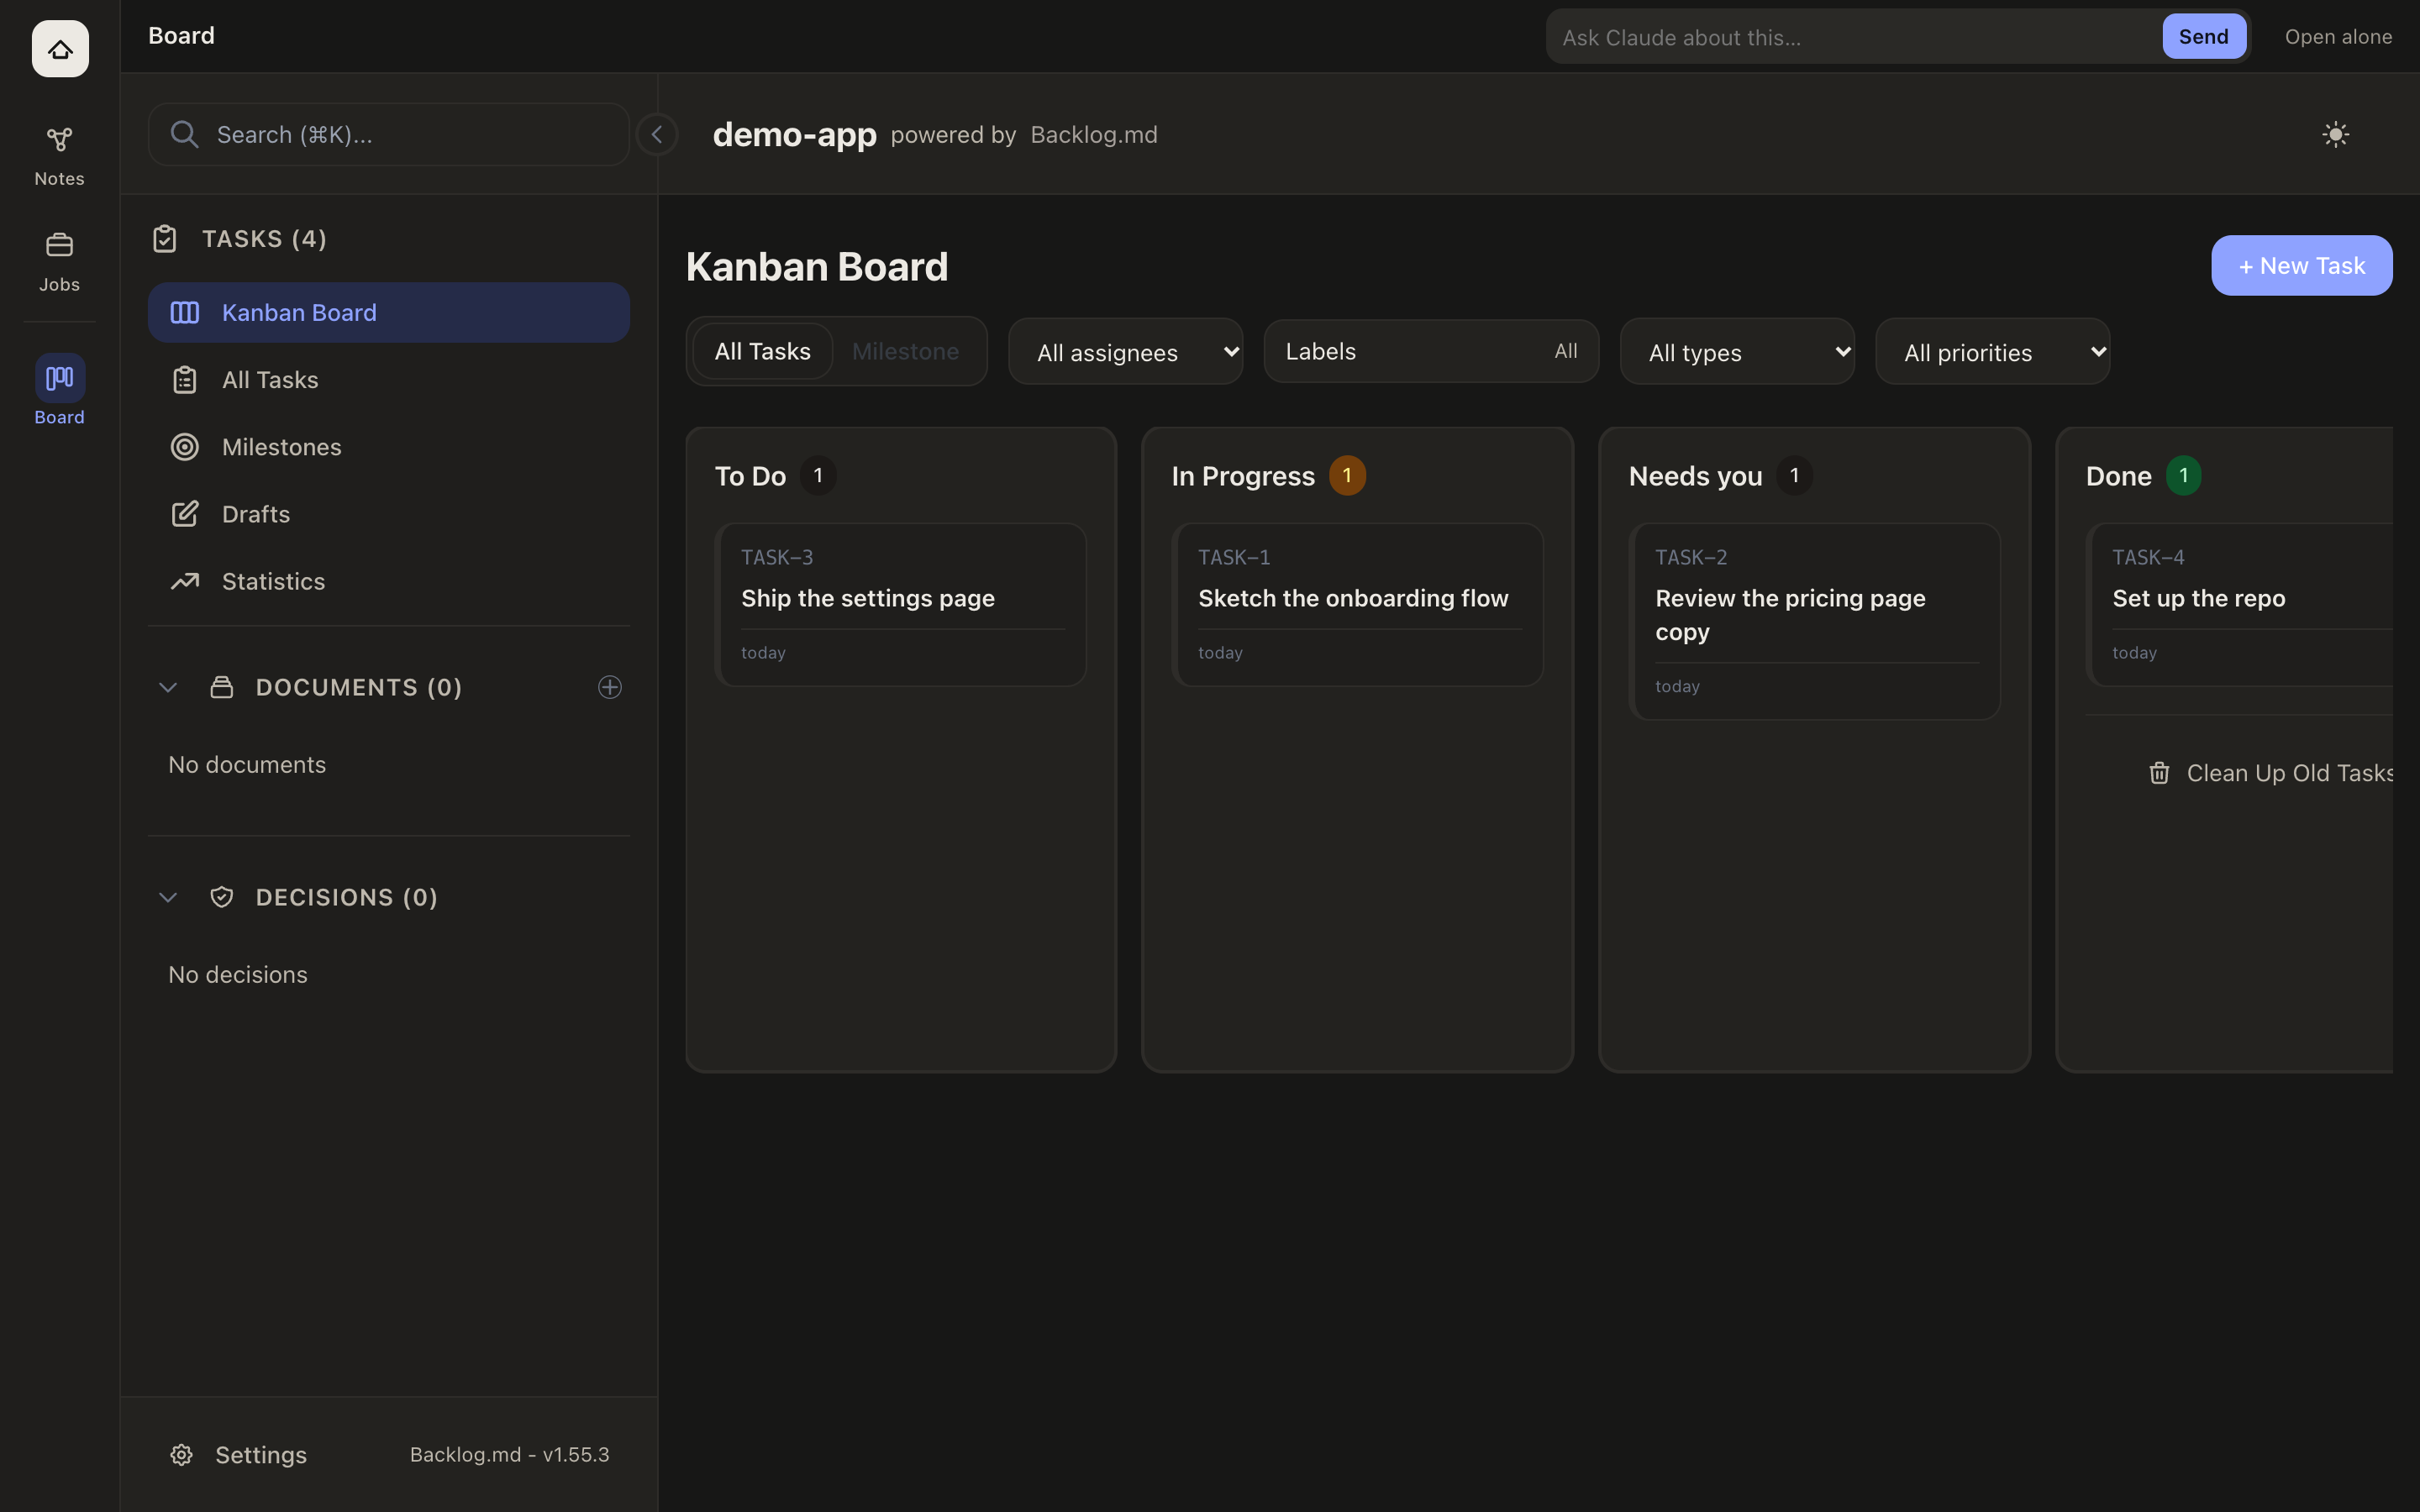 Board
Ask Claude about this...
Send
Open alone
Notes
Jobs
Board
Search (⌘K)...
demo-app powered by Backlog.md
TASKS (4)
Kanban Board
All Tasks
Milestones
Drafts
Statistics
DOCUMENTS (0)
No documents
DECISIONS (0)
No decisions
Settings
Backlog.md - v1.55.3
Kanban Board
+ New Task
All Tasks
Milestone
All assignees
Labels
All
All types
All priorities
To Do 1
TASK-3
Ship the settings page
today
In Progress 1
TASK-1
Sketch the onboarding flow
today
Needs you 1
TASK-2
Review the pricing page
copy
today
Done 1
TASK-4
Set up the repo
today
Clean Up Old Tasks